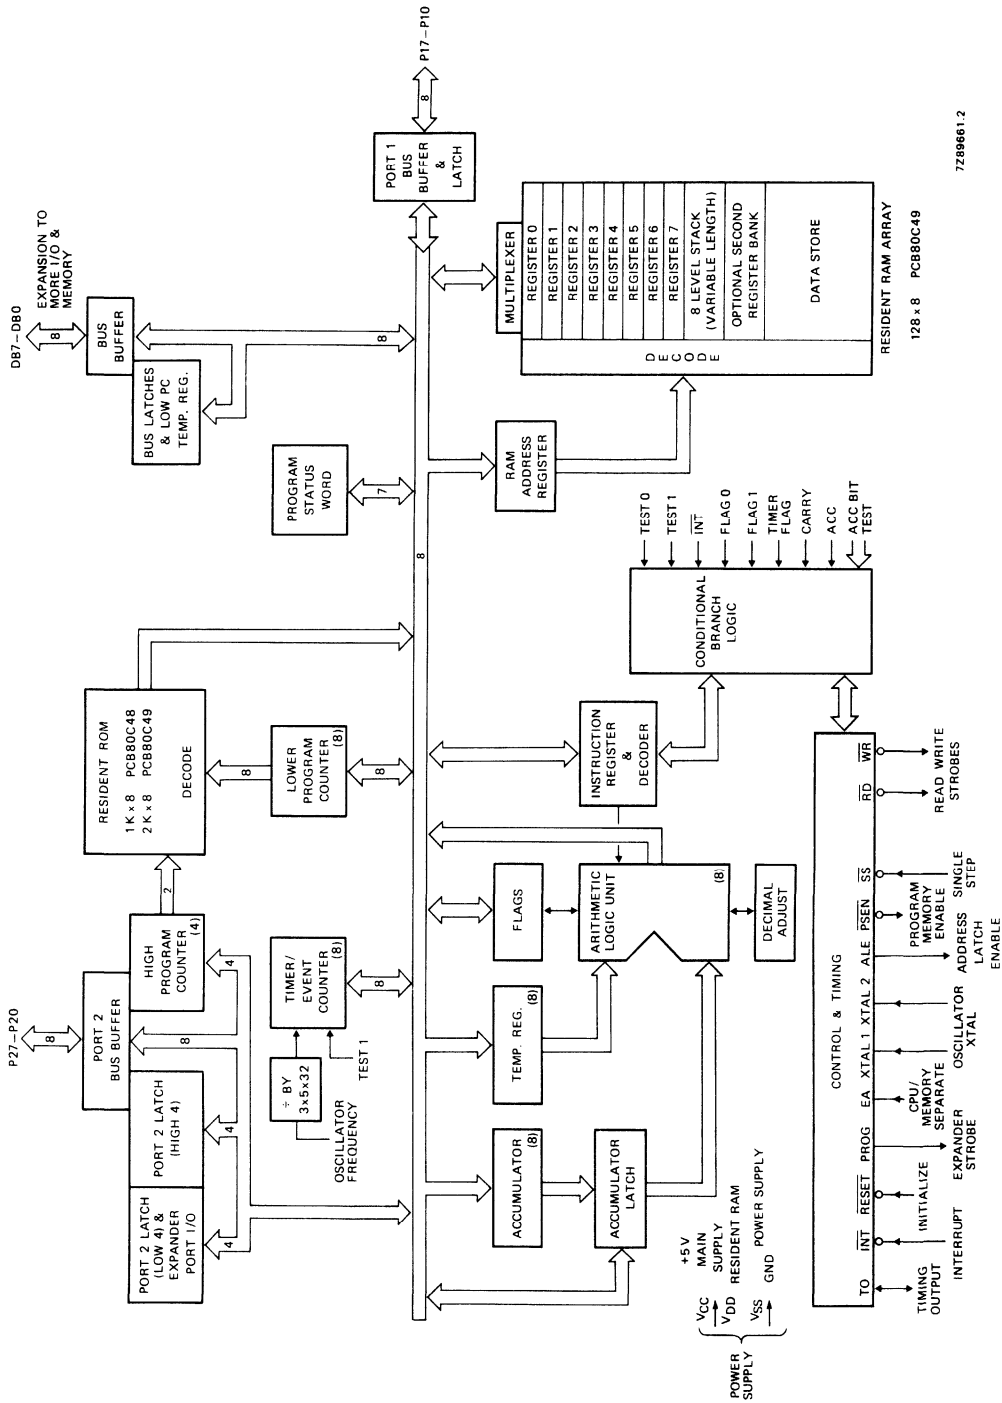 P27–P20
8
PORT 2
BUS BUFFER
PORT 2 LATCH
(LOW 4) &
EXPANDER
PORT I/O
PORT 2 LATCH
(HIGH 4)
HIGH
PROGRAM
COUNTER
(4)
4
4
8
4
2
RESIDENT ROM
1K x 8 PCB80C48
2K x 8 PCB80C49
DECODE
8
LOWER
PROGRAM
COUNTER
(8)
8
OSCILLATOR
FREQUENCY
÷ BY
3x5x32
TEST 1
TIMER/
EVENT
COUNTER
(8)
8
PROGRAM
STATUS
WORD
7
DB7–DB0
8
EXPANSION TO
MORE I/O &
MEMORY
BUS
BUFFER
BUS LATCHES
& LOW PC
TEMP. REG.
8
8
PORT 1
BUS
BUFFER
&
LATCH
8
P17–P10
ACCUMULATOR
(8)
ACCUMULATOR
LATCH
TEMP. REG.
(8)
FLAGS
ARITHMETIC
LOGIC UNIT
(8)
DECIMAL
ADJUST
INSTRUCTION
REGISTER
&
DECODER
RAM
ADDRESS
REGISTER
MULTIPLEXER
DECODE
REGISTER 0
REGISTER 1
REGISTER 2
REGISTER 3
REGISTER 4
REGISTER 5
REGISTER 6
REGISTER 7
8 LEVEL STACK
(VARIABLE LENGTH)
OPTIONAL SECOND
REGISTER BANK
DATA STORE
RESIDENT RAM ARRAY
128 x 8 PCB80C49
CONDITIONAL
BRANCH
LOGIC
TEST 0
TEST 1
INT
FLAG 0
FLAG 1
TIMER
FLAG
CARRY
ACC
ACC BIT
TEST
POWER
SUPPLY
VCC
+5V
MAIN
SUPPLY
VDD
RESIDENT RAM
POWER SUPPLY
VSS
GND
CONTROL & TIMING
TO
INT
RESET
PROG
EA
XTAL 1
XTAL 2
ALE
PSEN
SS
RD
WR
TIMING
OUTPUT
INTERRUPT
INITIALIZE
EXPANDER
STROBE
CPU/
MEMORY
SEPARATE
OSCILLATOR
XTAL
ADDRESS
LATCH
ENABLE
PROGRAM
MEMORY
ENABLE
SINGLE
STEP
READ WRITE
STROBES
7Z89661.2